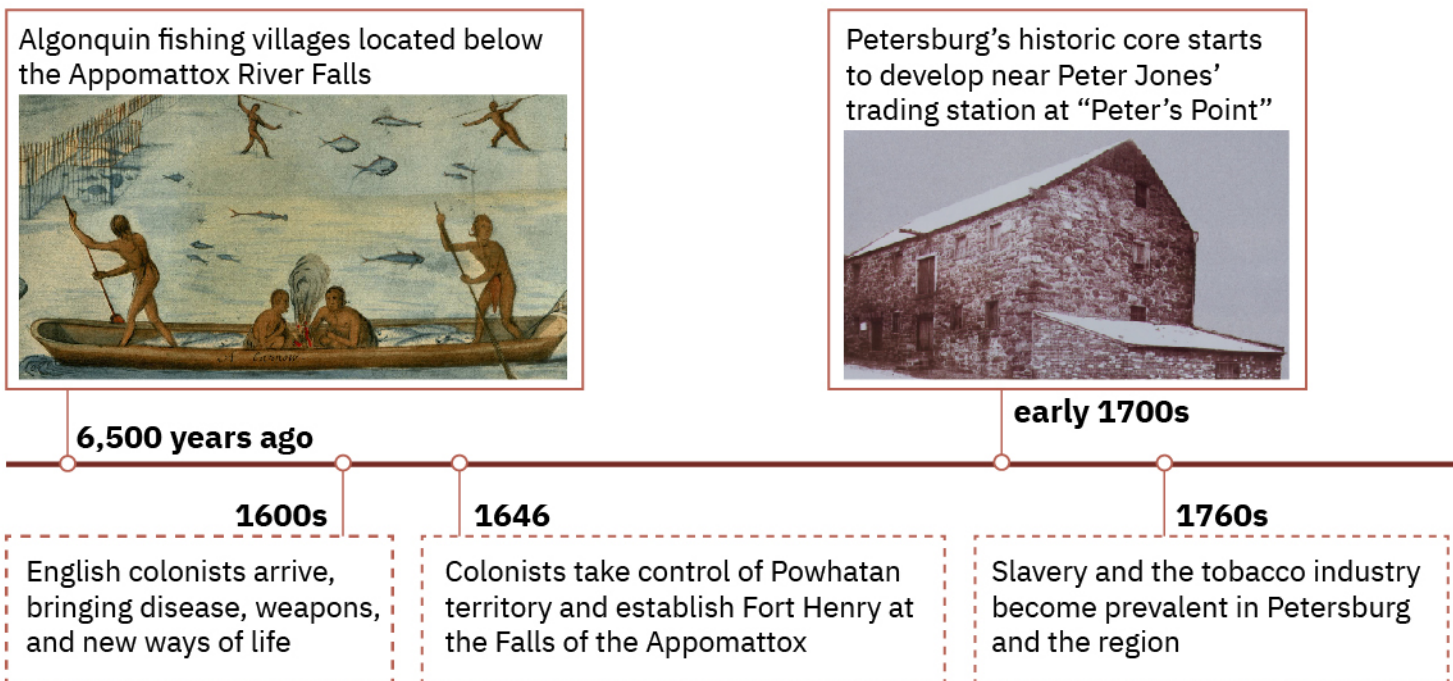 Algonquin fishing villages located below
the Appomattox River Falls
A Cannow
6,500 years ago
Petersburg’s historic core starts
to develop near Peter Jones’
trading station at “Peter’s Point”
early 1700s
1600s
English colonists arrive,
bringing disease, weapons,
and new ways of life
1646
Colonists take control of Powhatan
territory and establish Fort Henry at
the Falls of the Appomattox
1760s
Slavery and the tobacco industry
become prevalent in Petersburg
and the region